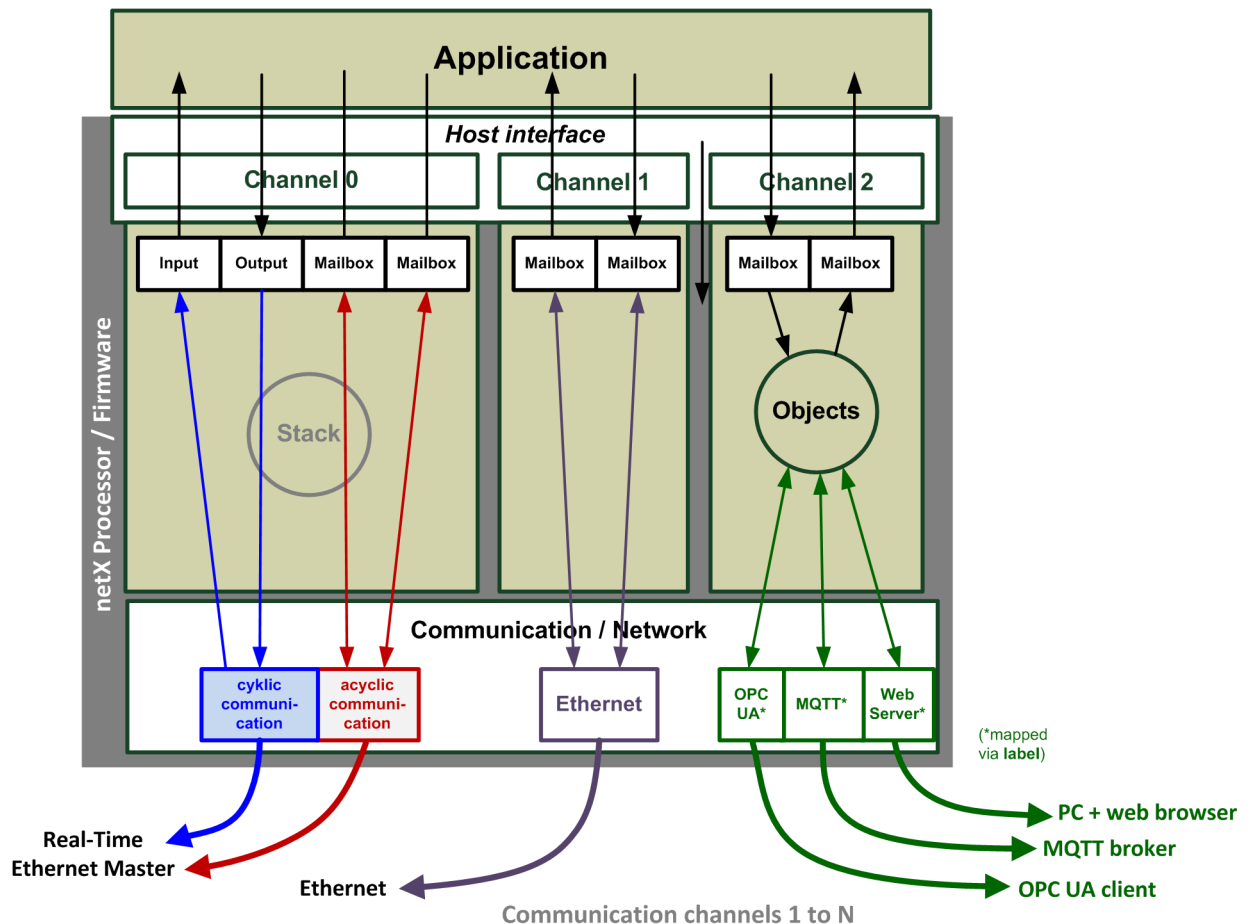 Application
Host interface
Channel 0
Channel 1
Channel 2
Input
Output
Mailbox
Mailbox
Mailbox
Mailbox
Mailbox
Mailbox
netX Processor / Firmware
Stack
Objects
Communication / Network
cyklic
communi-
cation
acyclic
communi-
cation
Ethernet
OPC
UA*
MQTT*
Web
Server*
(*mapped
via label)
Real-Time
Ethernet Master
Ethernet
PC + web browser
MQTT broker
OPC UA client
Communication channels 1 to N